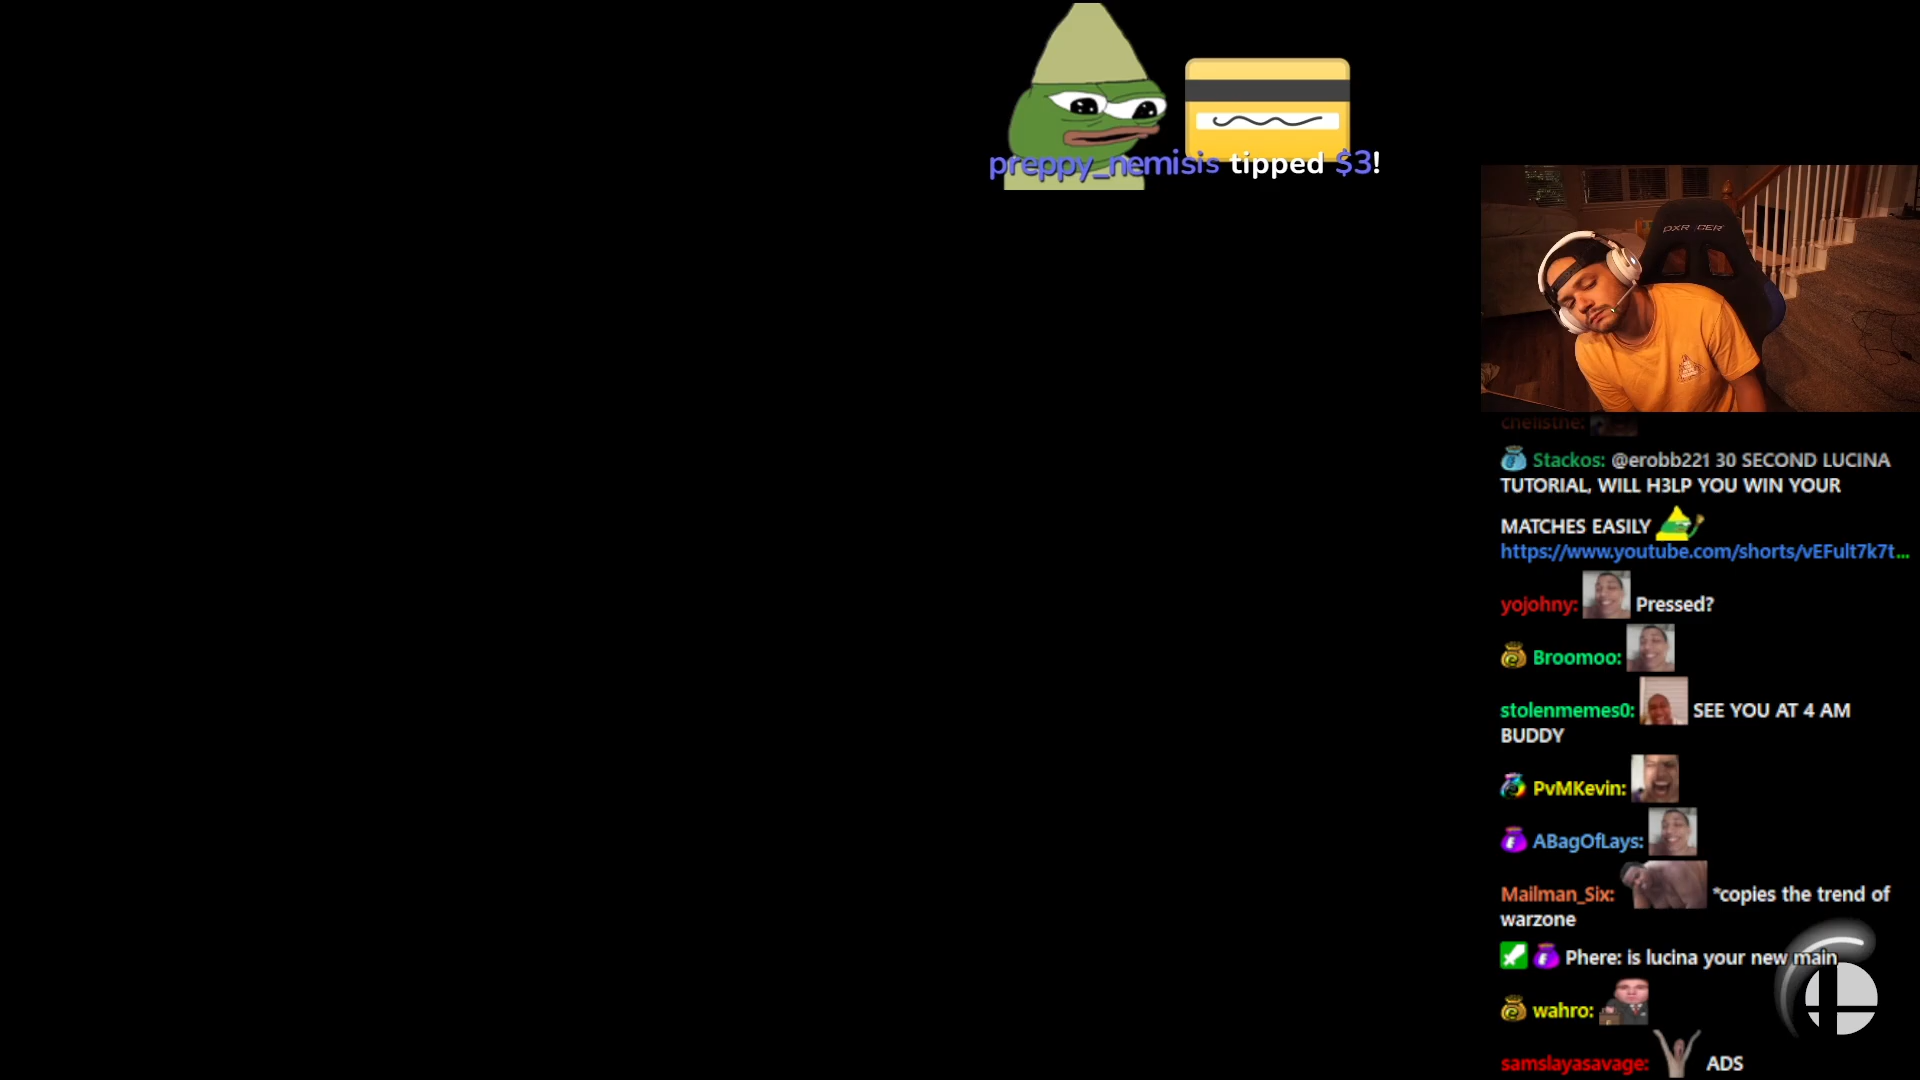 preppy_nemisis tipped $3!
Stackos: @erobb221 30 SECOND LUCINA
TUTORIAL, WILL H3LP YOU WIN YOUR
MATCHES EASILY
https://www.youtube.com/shorts/vEFult7k7t...
yojohny: Pressed?
Broomoo:
stolenmemes0: SEE YOU AT 4 AM
BUDDY
PvMKevin:
ABagOfLays:
Mailman_Six: *copies the trend of
warzone
Phere: is lucina your new main
wahro:
samslayasavage: ADS